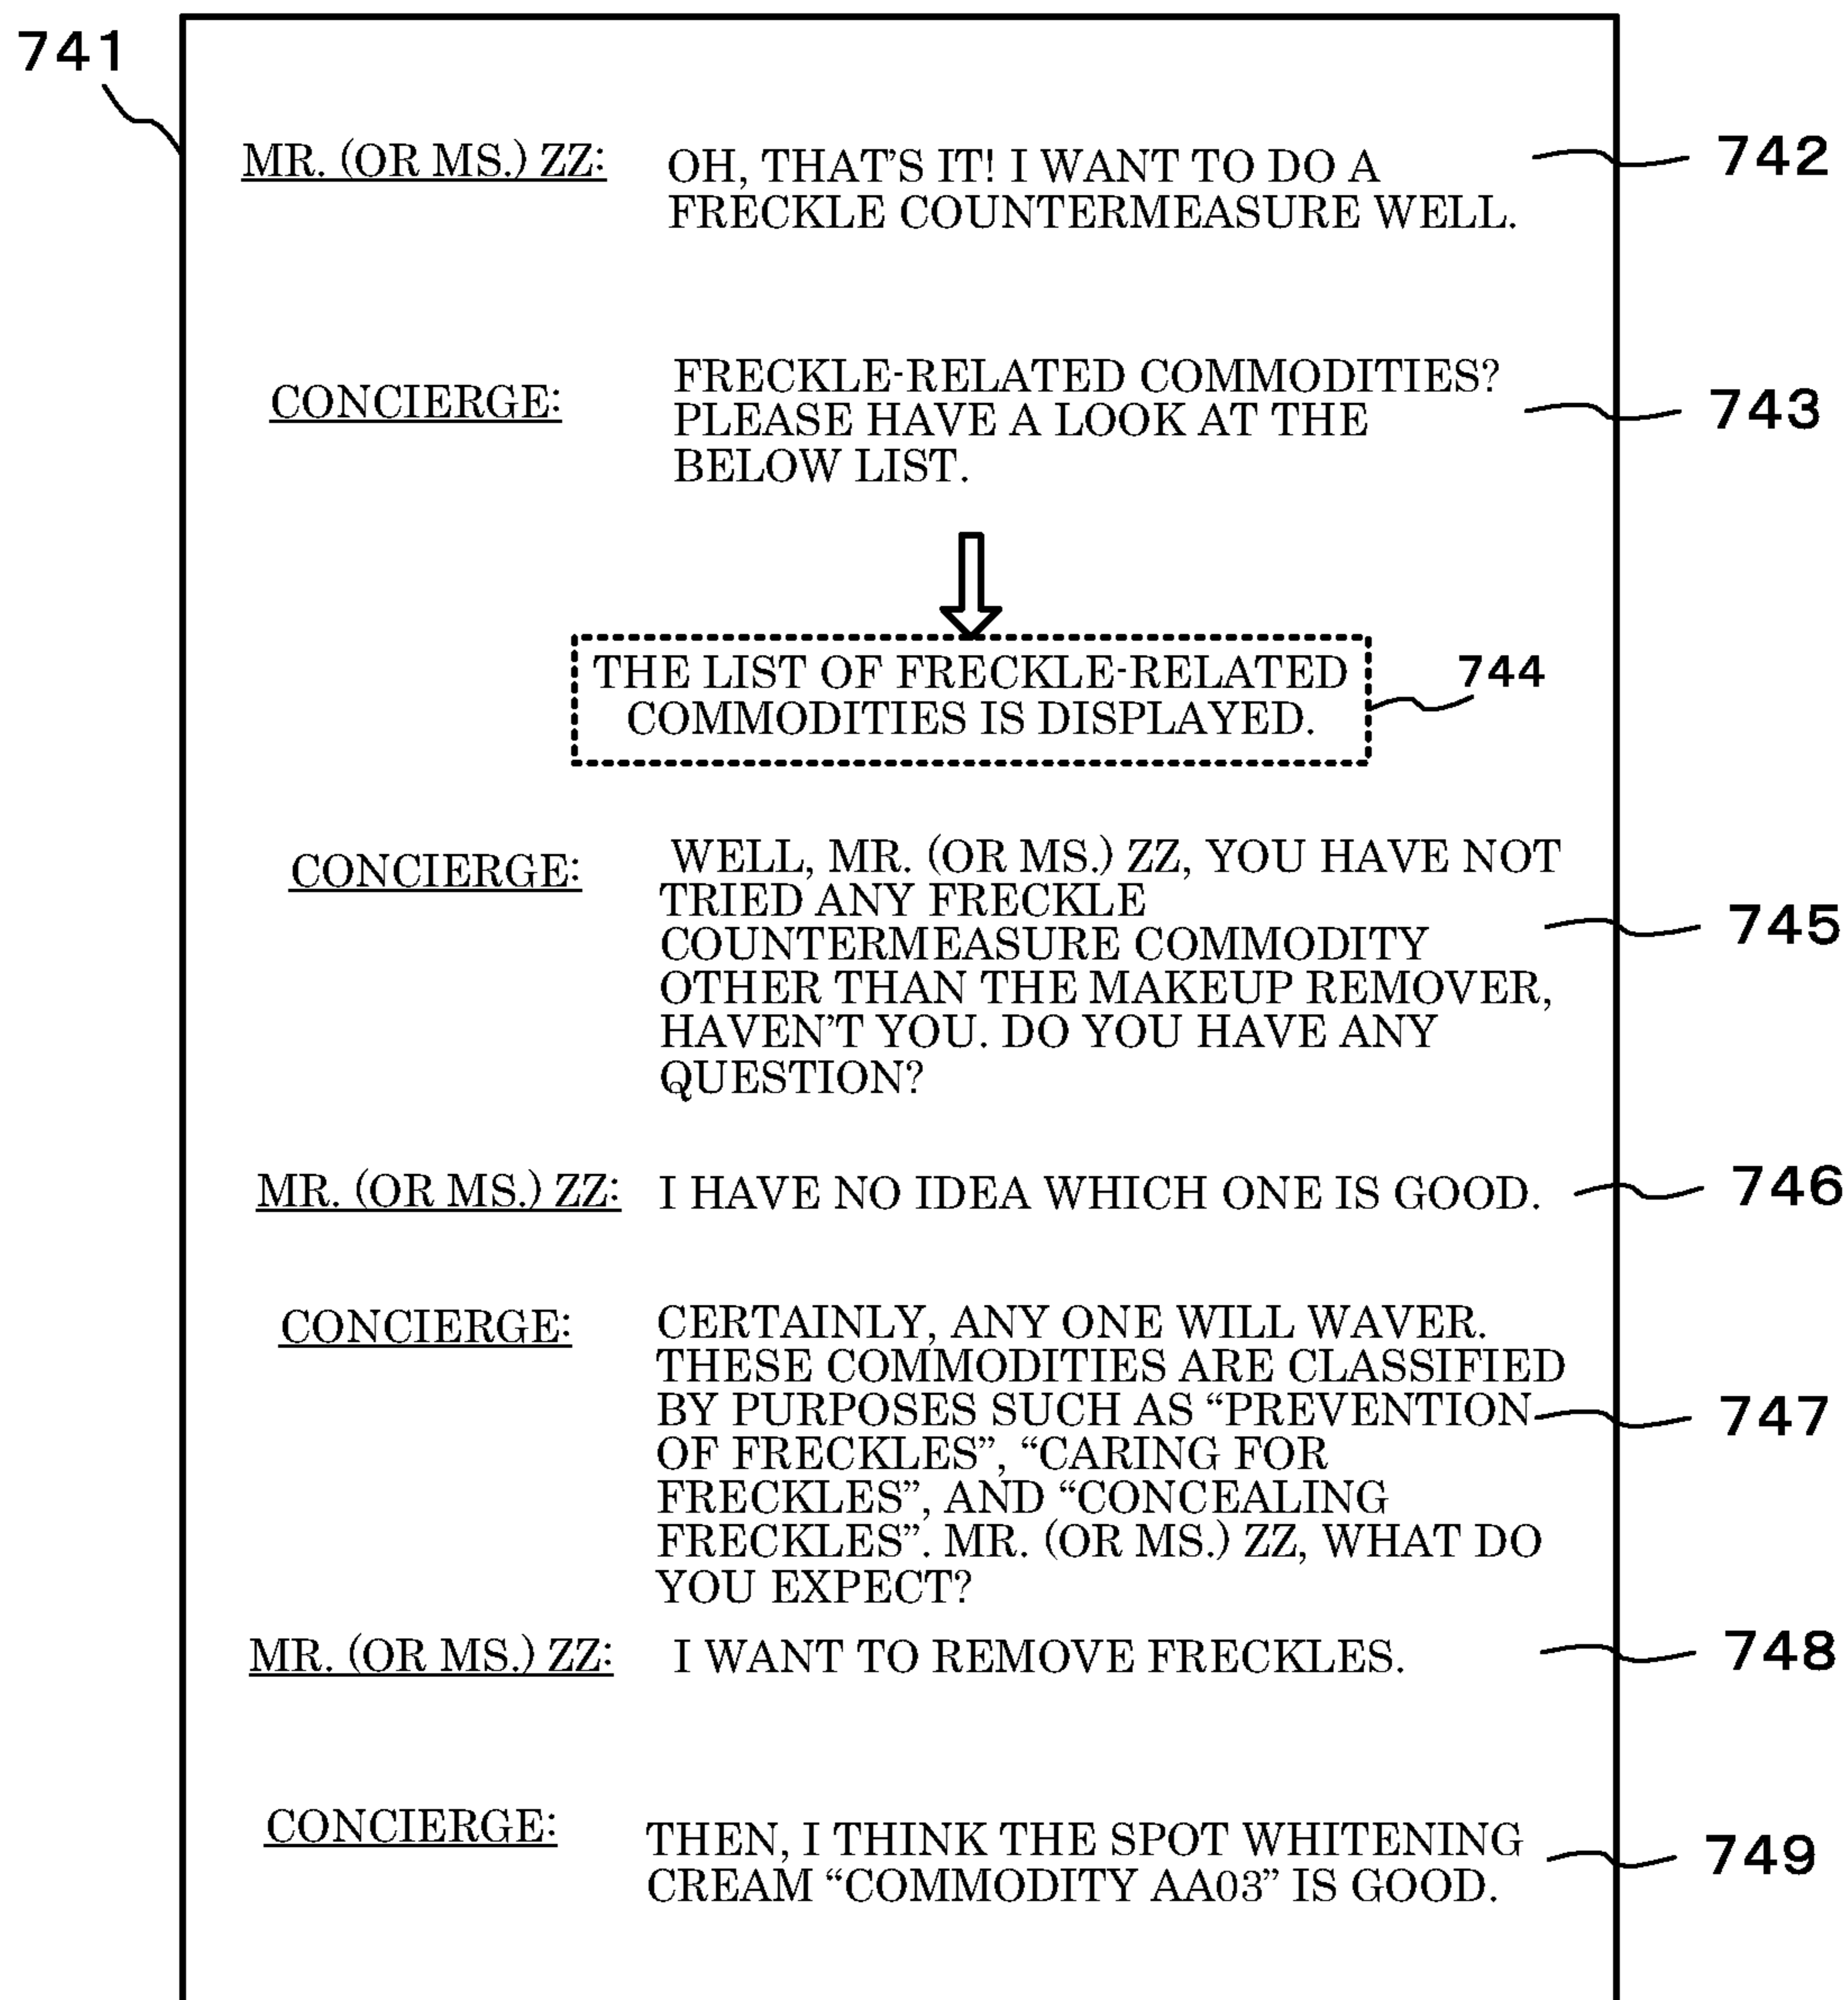 741
MR. (OR MS.) ZZ: OH, THAT'S IT! I WANT TO DO A 742
FRECKLE COUNTERMEASURE WELL.
FRECKLE-RELATED COMMODITIES?
CONCIERGE: PLEASE HAVE A LOOK AT THE 743
BELOW LIST.
THE LIST OF FRECKLE-RELATED 744
COMMODITIES IS DISPLAYED.
CONCIERGE: WELL, MR. (OR MS.) ZZ, YOU HAVE NOT
TRIED ANY FRECKLE
COUNTERMEASURE COMMODITY 745
OTHER THAN THE MAKEUP REMOVER,
HAVEN'T YOU. DO YOU HAVE ANY
QUESTION?
MR. (OR MS.) ZZ: I HAVE NO IDEA WHICH ONE IS GOOD. 746
CONCIERGE: CERTAINLY, ANY ONE WILL WAVER.
THESE COMMODITIES ARE CLASSIFIED
BY PURPOSES SUCH AS “PREVENTION 747
OF FRECKLES”, “CARING FOR
FRECKLES”, AND “CONCEALING
FRECKLES”. MR. (OR MS.) ZZ, WHAT DO
YOU EXPECT?
MR. (OR MS.) ZZ: I WANT TO REMOVE FRECKLES. 748
CONCIERGE: THEN, I THINK THE SPOT WHITENING 749
CREAM “COMMODITY AA03” IS GOOD.